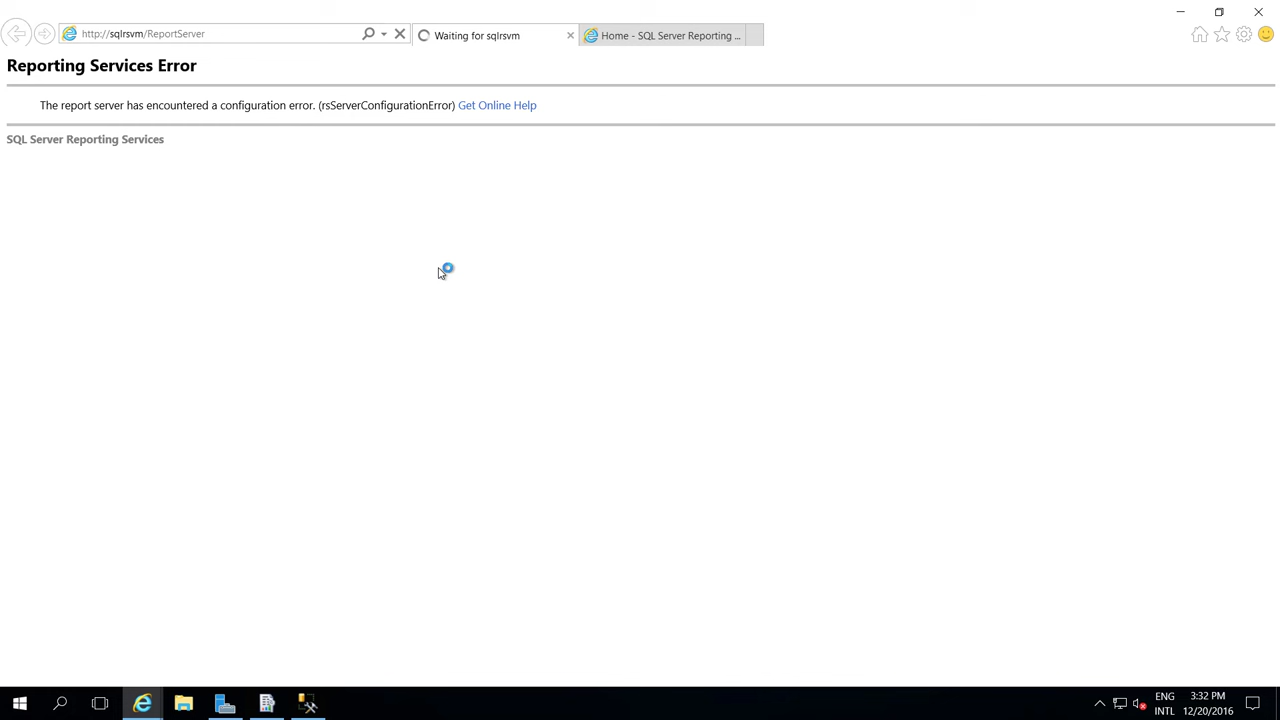 http://sqlrsvm/ReportServer
Waiting for sqlrsvm
Home - SQL Server Reporting ...
Reporting Services Error
The report server has encountered a configuration error. (rsServerConfigurationError) Get Online Help
SQL Server Reporting Services
ENG
INTL
3:32 PM
12/20/2016